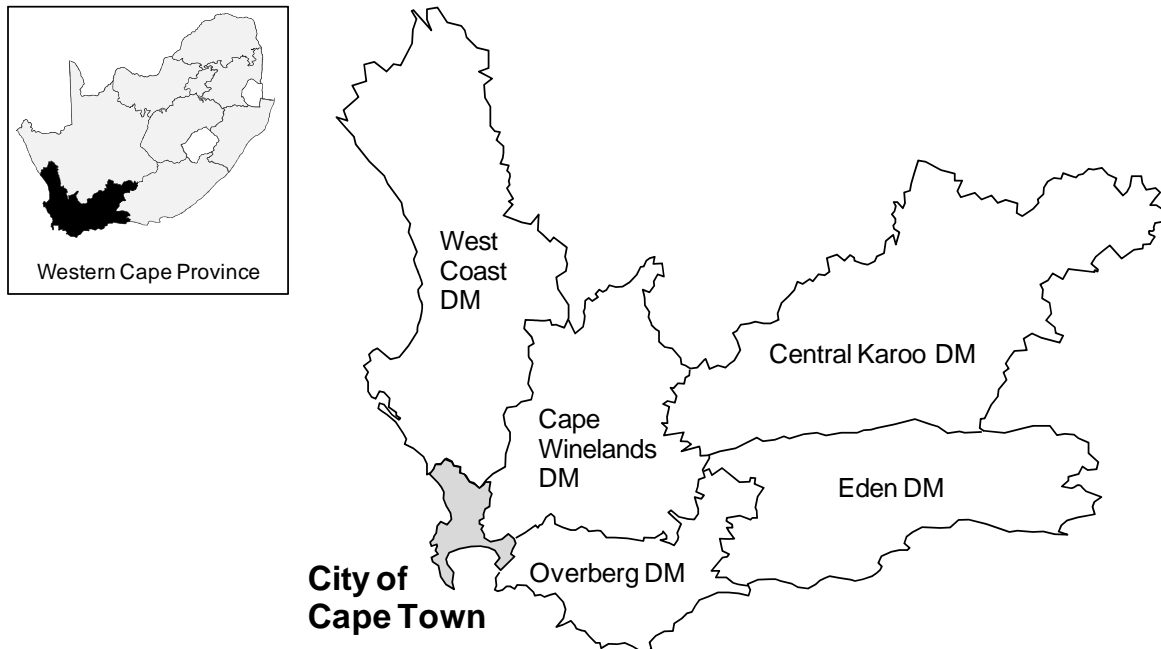 Western Cape Province
West
Coast
DM
Central Karoo DM
Cape
Winelands
DM
Eden DM
Overberg DM
City of
Cape Town